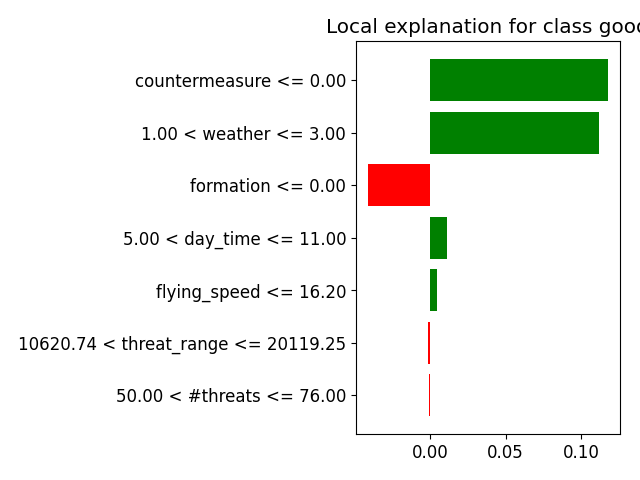 Local explanation for class good
countermeasure <= 0.00
1.00 < weather <= 3.00
formation <= 0.00
5.00 < day_time <= 11.00
flying_speed <= 16.20
10620.74 < threat_range <= 20119.25
50.00 < #threats <= 76.00
0.00 0.05 0.10